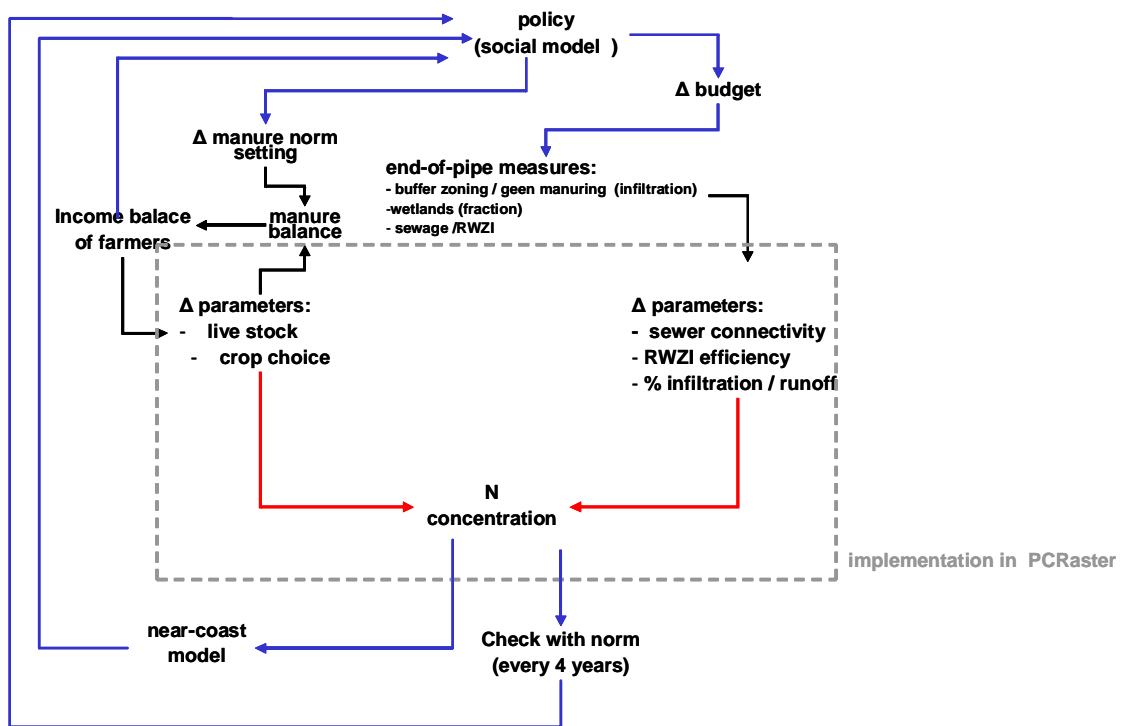 policy
(social model )
Δ budget
Δ manure norm
setting
end-of-pipe measures:
- buffer zoning / geen manuring (infiltration)
-wetlands (fraction)
- sewage /RWZI
Income balace
of farmers
manure
balance
Δ parameters:
- live stock
- crop choice
Δ parameters:
- sewer connectivity
- RWZI efficiency
- % infiltration / runoff
N
concentration
implementation in PCRaster
near-coast
model
Check with norm
(every 4 years)